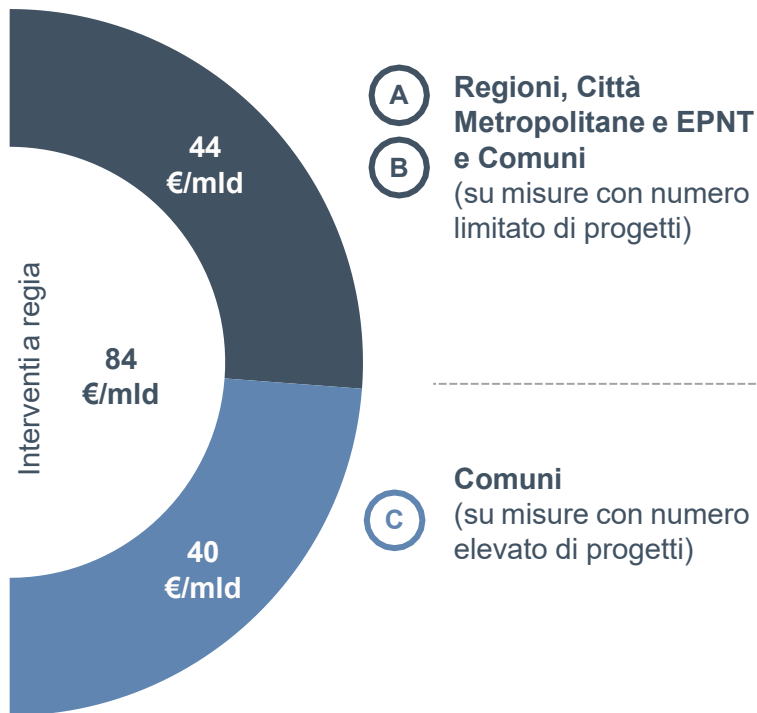 44
€/mld
Interventi a regia
84
€/mld
40
€/mld
A
B
Regioni, Città
Metropolitane e EPNT
e Comuni
(su misure con numero
limitato di progetti)
C
Comuni
(su misure con numero
elevato di progetti)